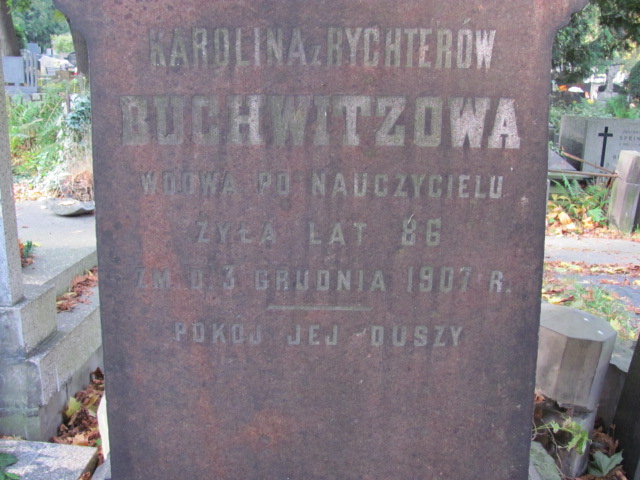 KAROLINA z RYCHTERÓW
BUCHWITZOWA
WDOWA PO NAUCZYCIELU
ŻYŁA LAT 86
ZM. D. 3 GRUDNIA 1907 R.
POKÓJ JEJ DUSZY